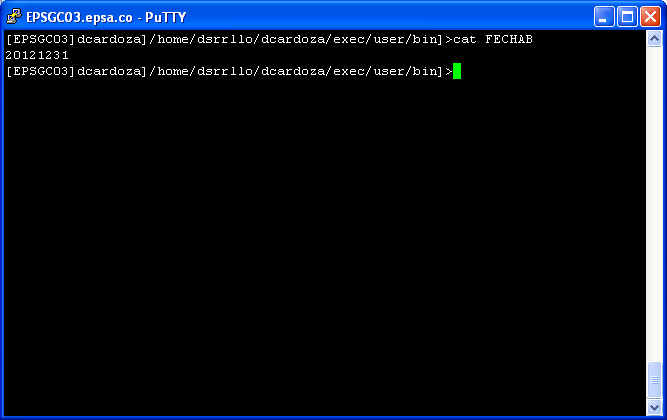 EPSGC03.epsa.co - PuTTY
[EPSGC03]dcardoza]/home/dsrrllo/dcardoza/exec/user/bin]>cat FECHAB
20121231
[EPSGC03]dcardoza]/home/dsrrllo/dcardoza/exec/user/bin]>